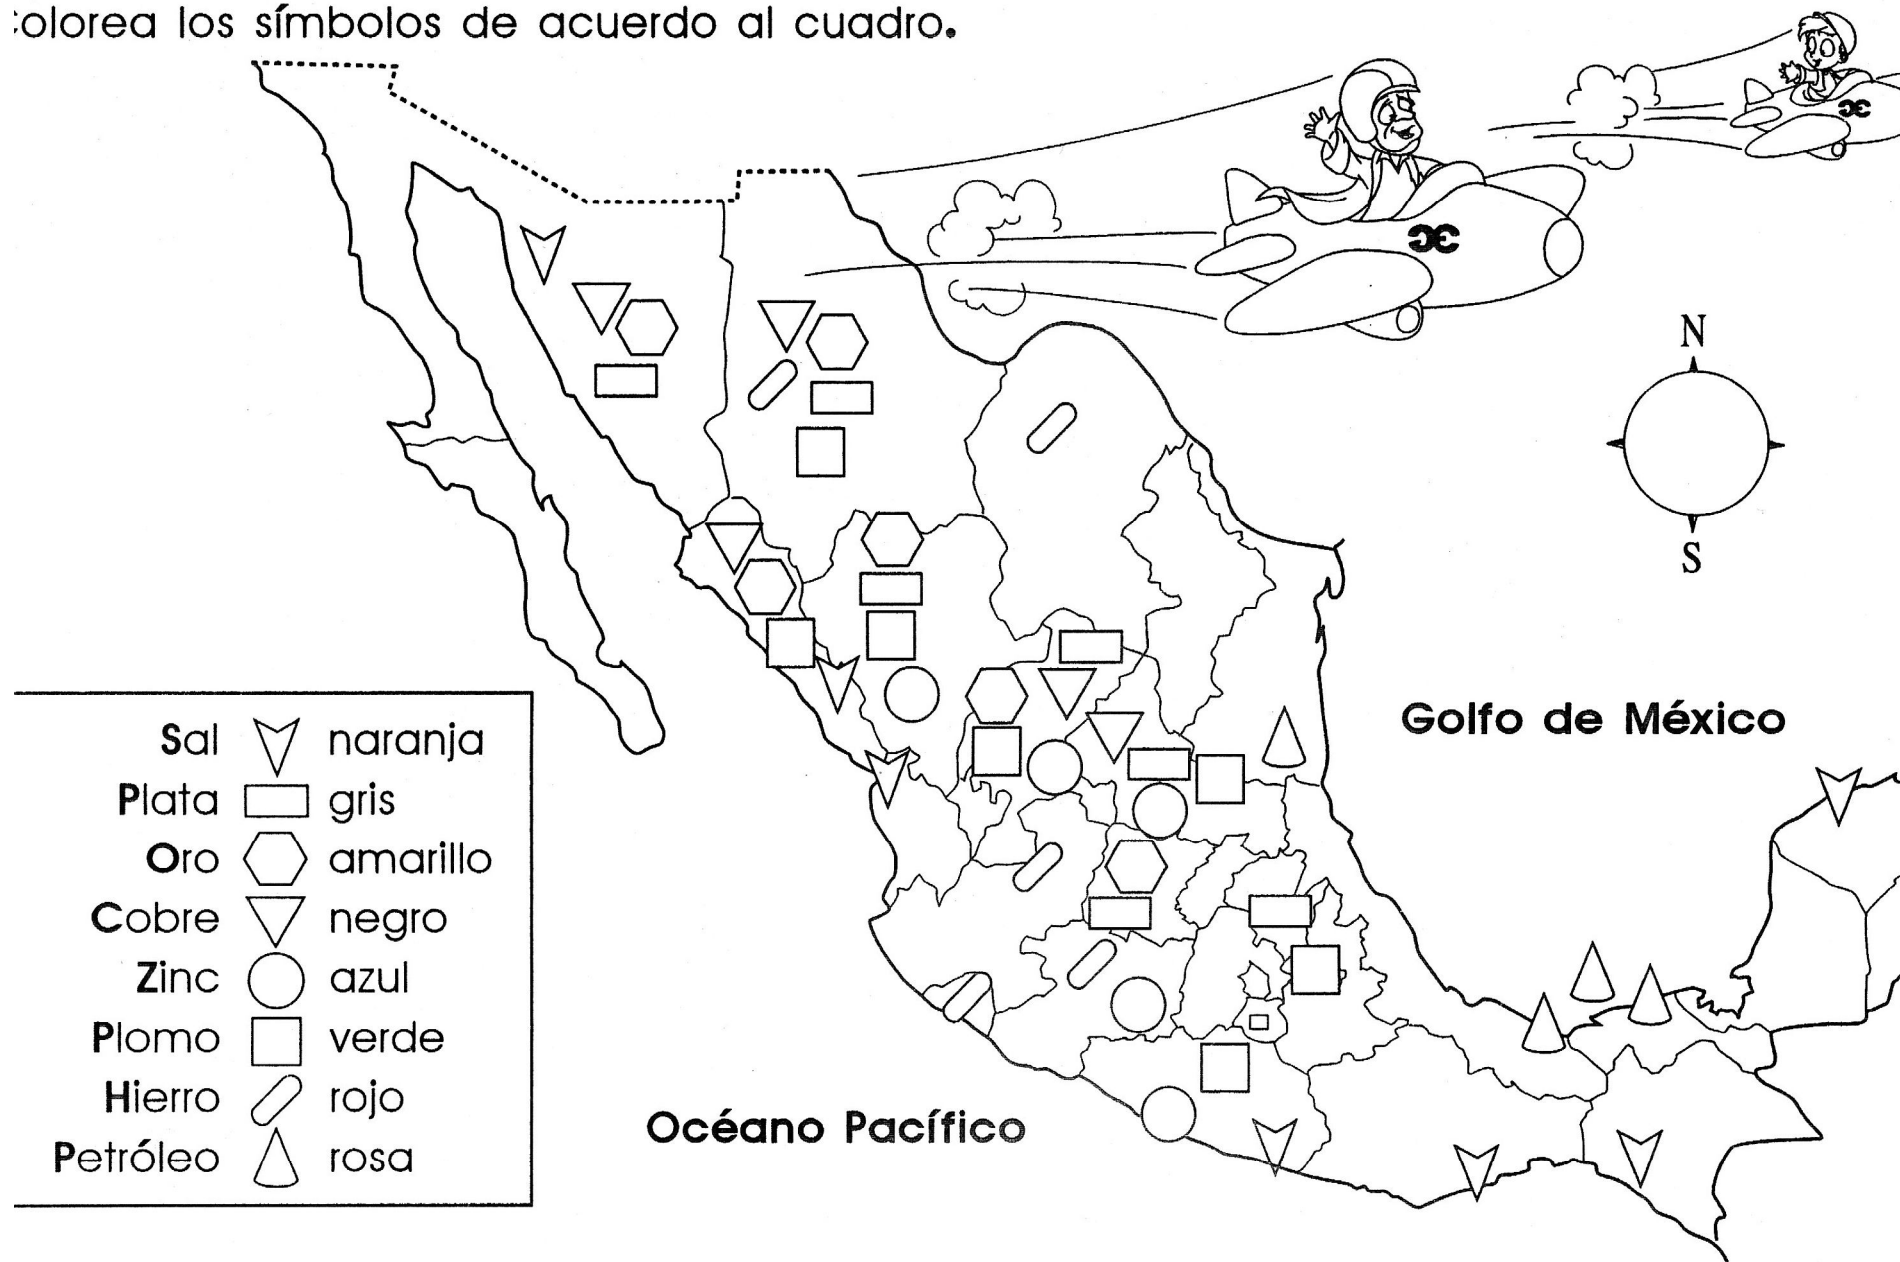 colorea los símbolos de acuerdo al cuadro.
N
S
Golfo de México
Océano Pacífico
Sal naranja
Plata gris
Oro amarillo
Cobre negro
Zinc azul
Plomo verde
Hierro rojo
Petróleo rosa